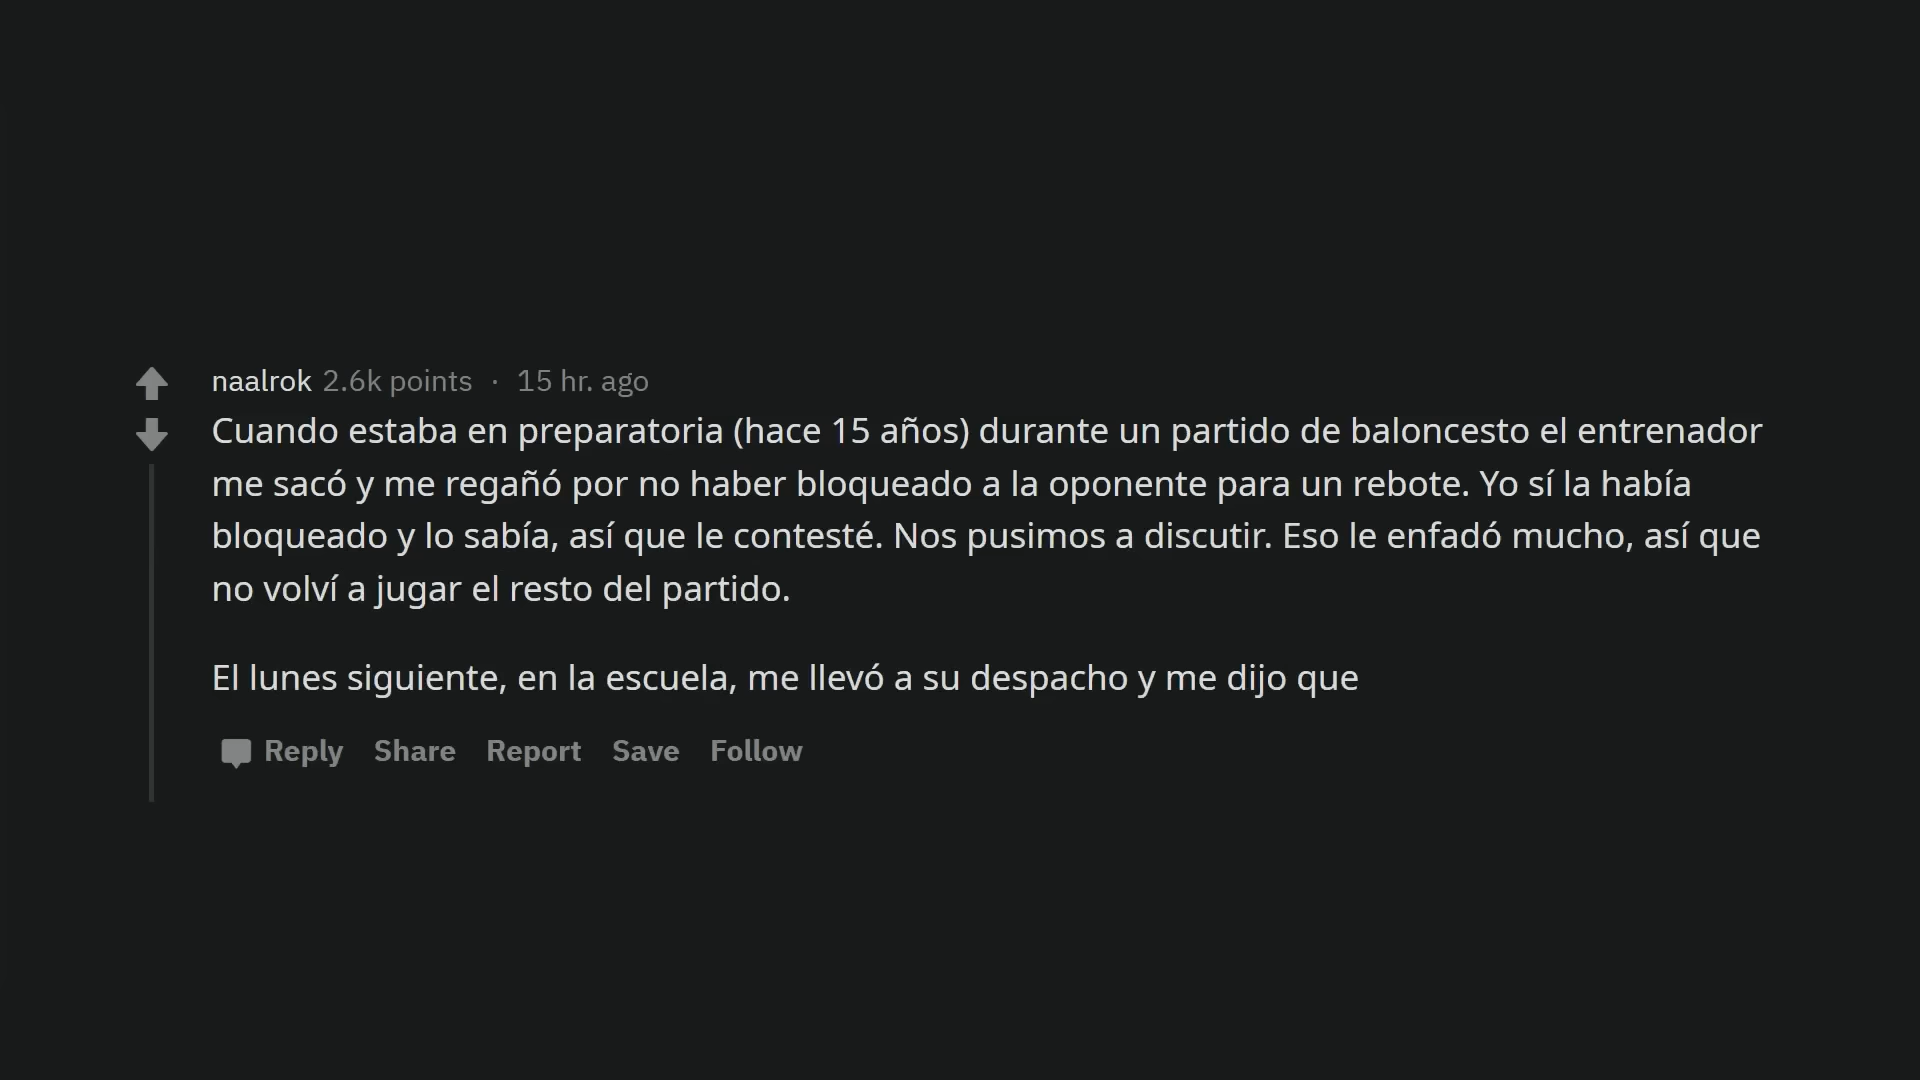 naalrok 2.6k points · 15 hr. ago
Cuando estaba en preparatoria (hace 15 años) durante un partido de baloncesto el entrenador
me sacó y me regañó por no haber bloqueado a la oponente para un rebote. Yo sí la había
bloqueado y lo sabía, así que le contesté. Nos pusimos a discutir. Eso le enfadó mucho, así que
no volví a jugar el resto del partido.
El lunes siguiente, en la escuela, me llevó a su despacho y me dijo que
Reply Share Report Save Follow